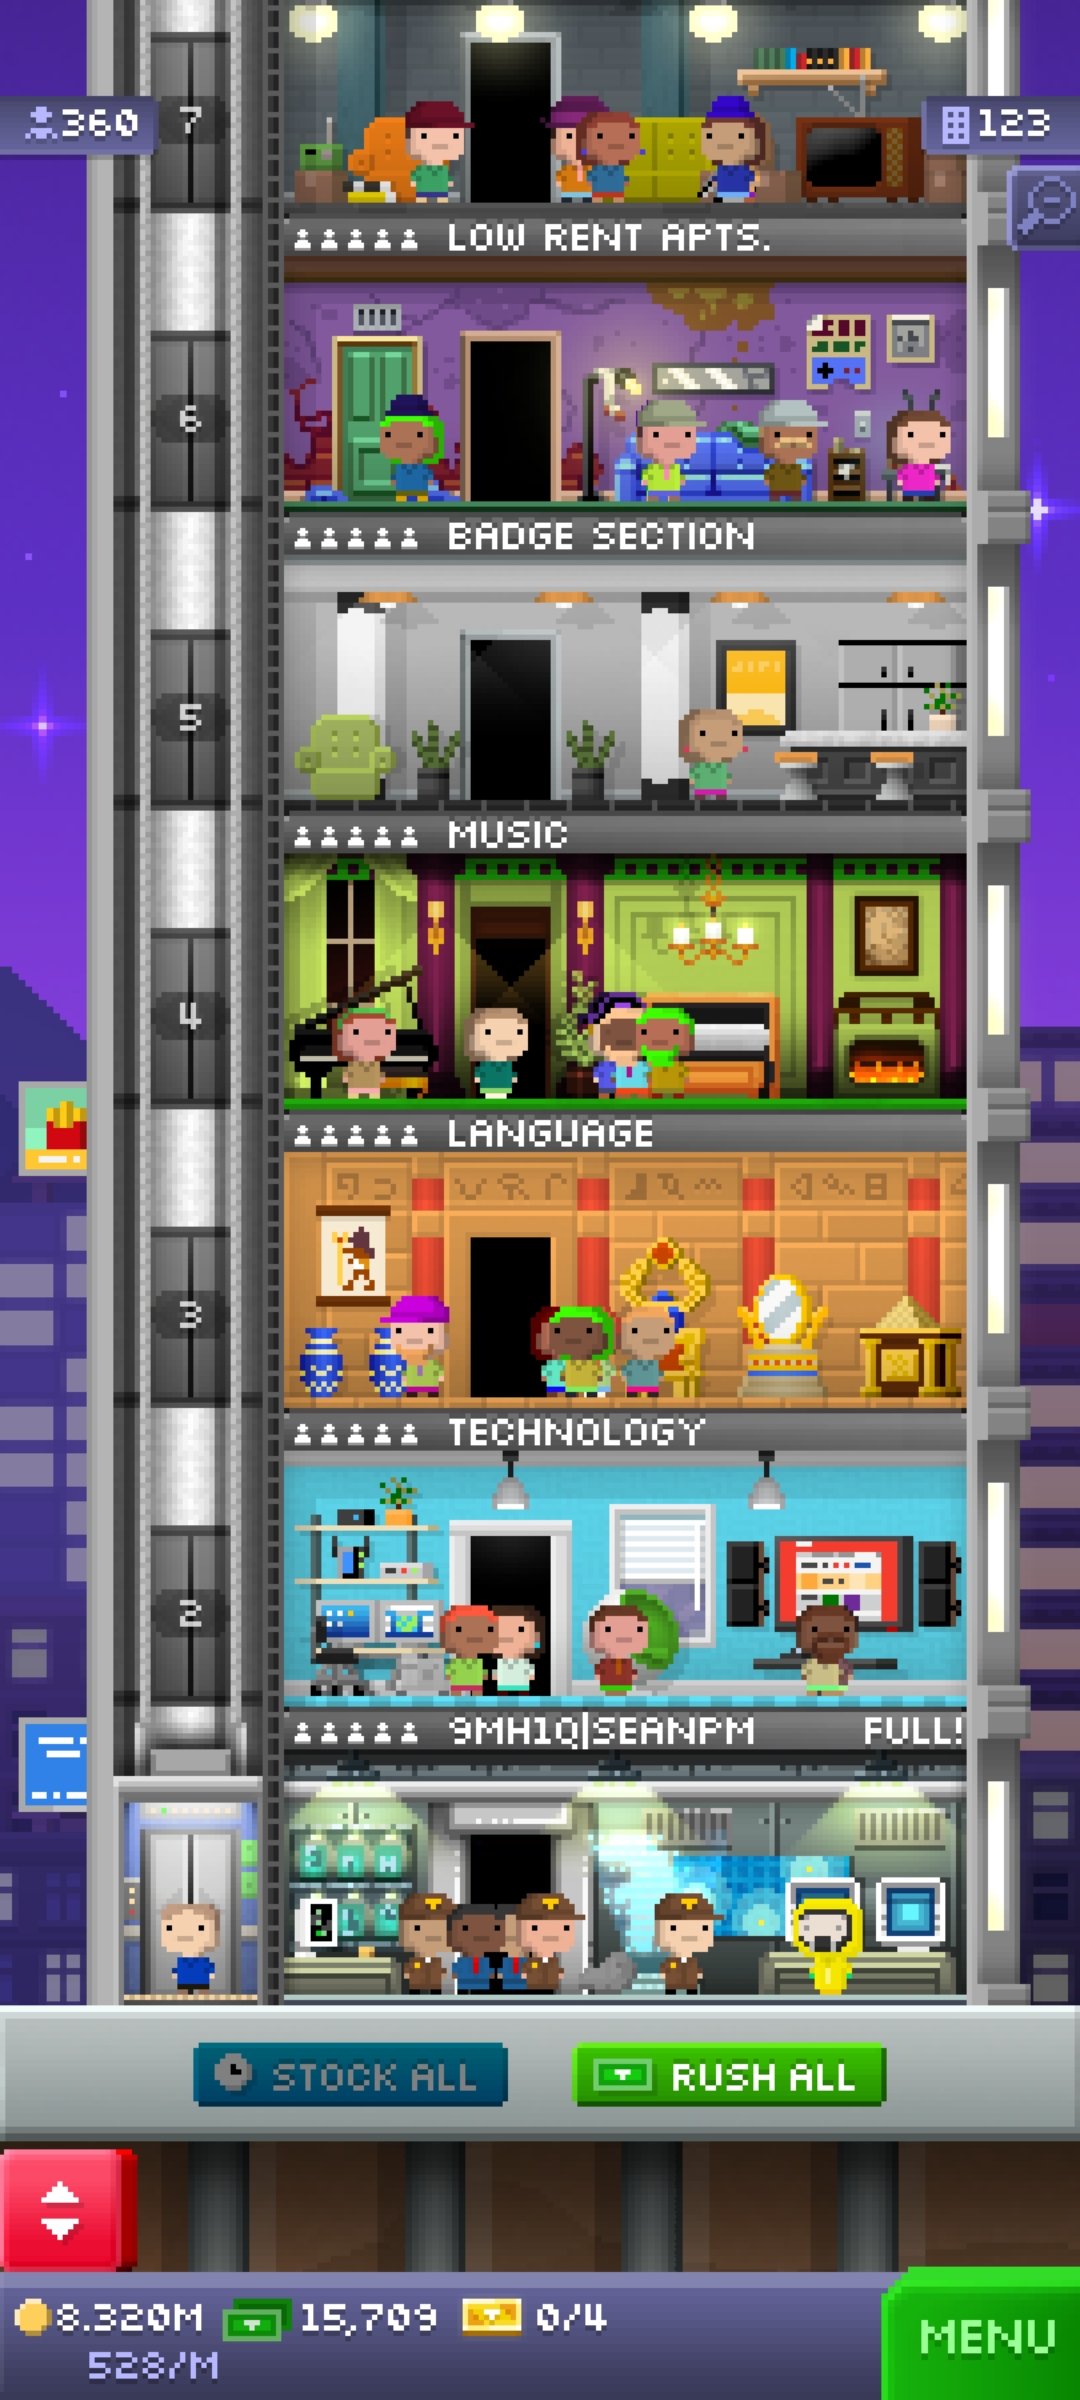 360
7
123
LOW RENT APTS.
6
BADGE SECTION
5
MUSIC
4
LANGUAGE
3
TECHNOLOGY
2
9MH1Q|SEANPM FULL!
STOCK ALL
RUSH ALL
8.320M 15,709 0/4
528/M
MENU